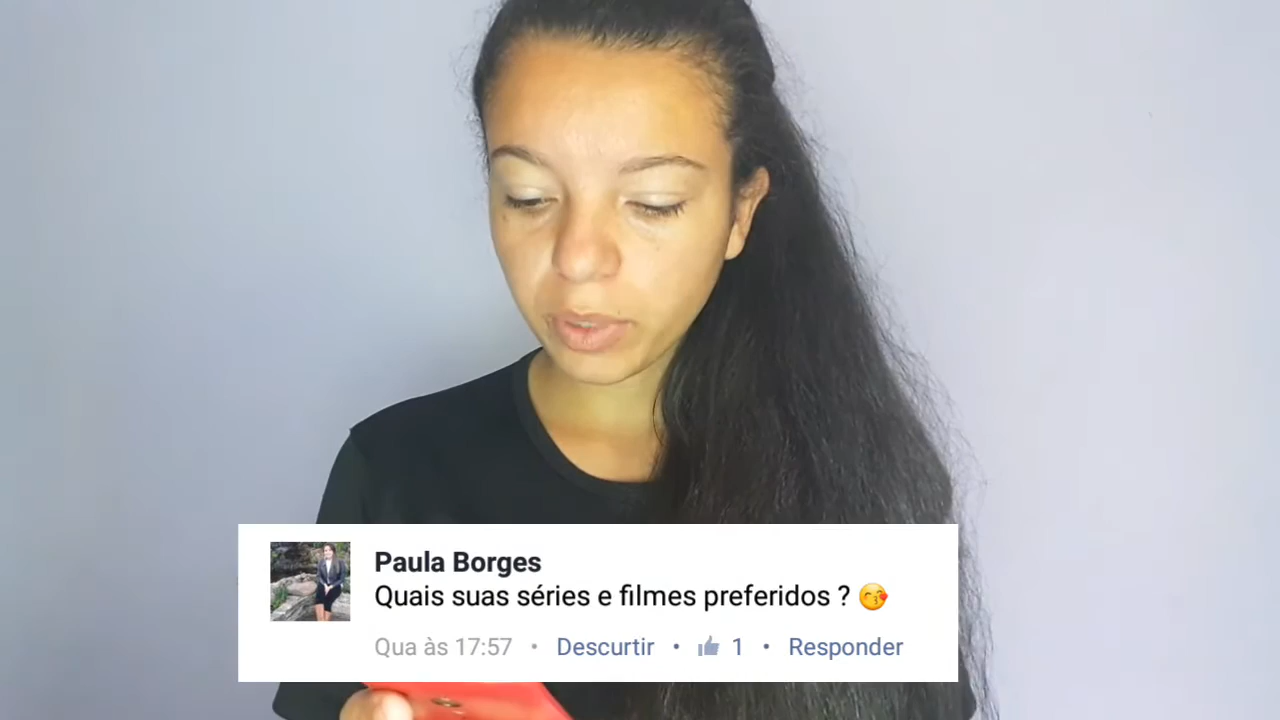 Paula Borges
Quais suas séries e filmes preferidos ? 😘
Qua às 17:57 • Descurtir • 1 • Responder